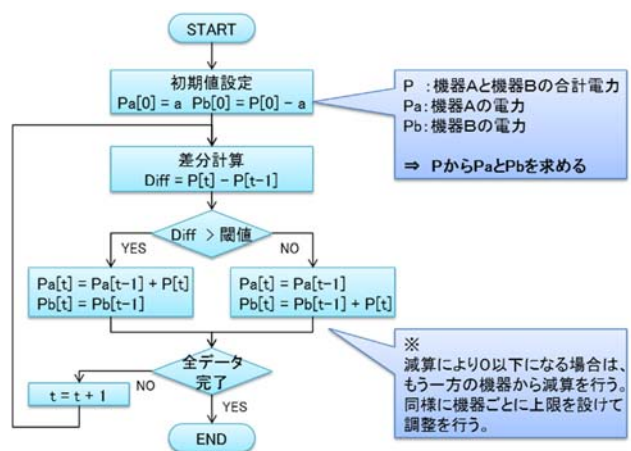 START
初期値設定
Pa[0] = a Pb[0] = P[0] - a
P :機器Aと機器Bの合計電力
Pa:機器Aの電力
Pb:機器Bの電力
⇒ PからPaとPbを求める
差分計算
Diff = P[t] - P[t-1]
Diff > 閾値
YES
NO
Pa[t] = Pa[t-1] + P[t]
Pb[t] = Pb[t-1]
Pa[t] = Pa[t-1]
Pb[t] = Pb[t-1] + P[t]
※
減算により0以下になる場合は、
もう一方の機器から減算を行う。
同様に機器ごとに上限を設けて
調整を行う。
全データ
完了
NO
t = t + 1
YES
END